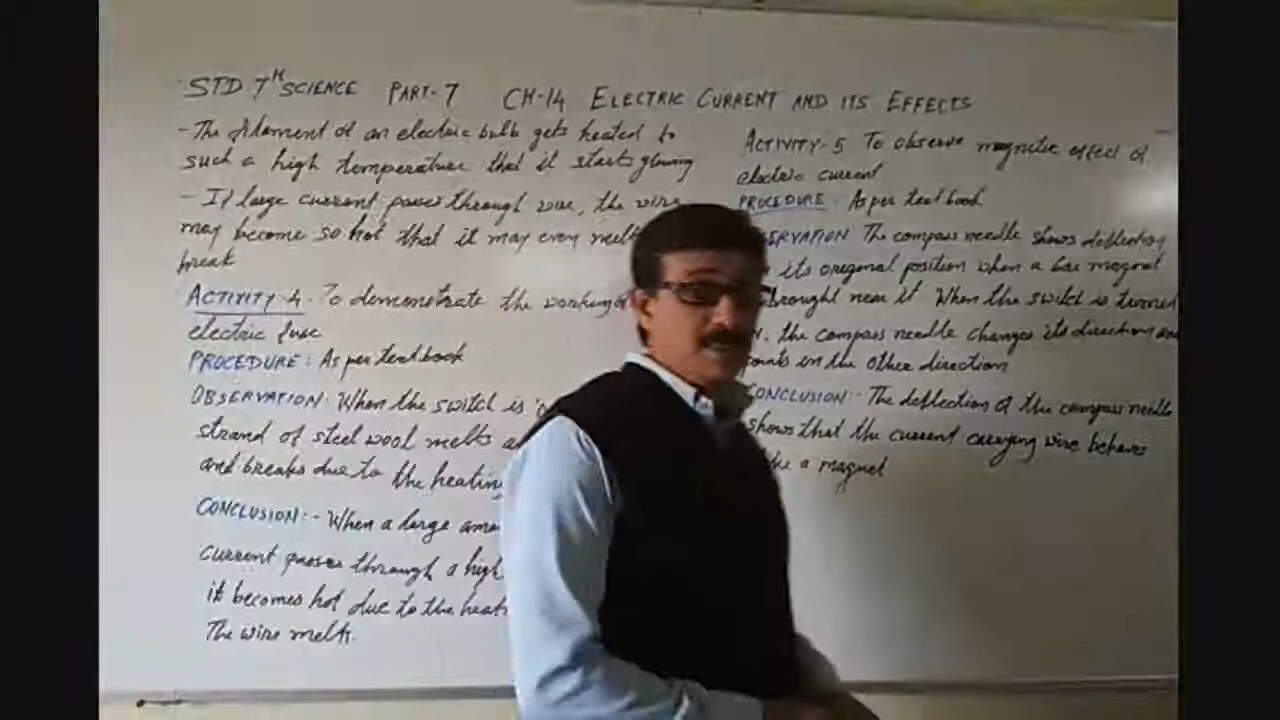 STD 7TH SCIENCE PART-7 CH-14 ELECTRIC CURRENT AND ITS EFFECTS
- The filament of an electric bulb gets heated to
such a high temperature that it starts glowing
- If large current passes through wire, the wire
may become so hot that it may even melt
break
ACTIVITY 4. To demonstrate the working of
electric fuse
PROCEDURE: As per textbook
OBSERVATION: When the switch is
strand of steel wool melts
and breaks due to the heating
CONCLUSION:- When a large
current passes through a high
it becomes hot due to the
The wire melts.
ACTIVITY-5 To observe magnetic effect of
electric current
PROCEDURE: As per textbook
The compass needle shows deflection
its original position when a bar magnet
brought near it. When the switch is turned
the compass needle changes its direction and
points in the other direction
CONCLUSION:- The deflection of the compass needle
shows that the current carrying wire behaves
a magnet